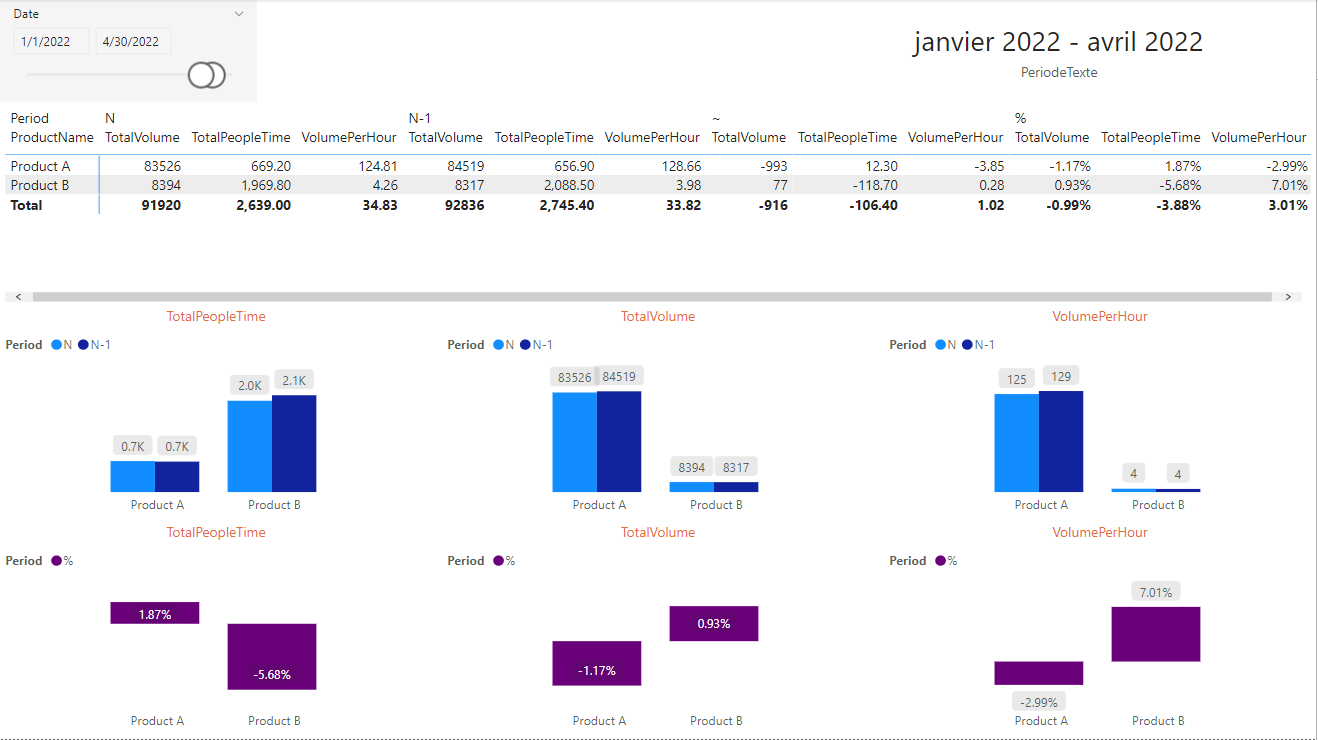 Date
1/1/2022 4/30/2022
janvier 2022 - avril 2022
PeriodeTexte
Period N N-1 ~ %
ProductName TotalVolume TotalPeopleTime VolumePerHour TotalVolume TotalPeopleTime VolumePerHour TotalVolume TotalPeopleTime VolumePerHour TotalVolume TotalPeopleTime VolumePerHour
Product A 83526 669.20 124.81 84519 656.90 128.66 -993 12.30 -3.85 -1.17% 1.87% -2.99%
Product B 8394 1,969.80 4.26 8317 2,088.50 3.98 77 -118.70 0.28 0.93% -5.68% 7.01%
Total 91920 2,639.00 34.83 92836 2,745.40 33.82 -916 -106.40 1.02 -0.99% -3.88% 3.01%
TotalPeopleTime
Period N N-1
2.0K 2.1K
0.7K 0.7K
Product A Product B
TotalVolume
Period N N-1
83526 84519
8394 8317
Product A Product B
VolumePerHour
Period N N-1
125 129
4 4
Product A Product B
TotalPeopleTime
Period %
1.87%
-5.68%
Product A Product B
TotalVolume
Period %
0.93%
-1.17%
Product A Product B
VolumePerHour
Period %
7.01%
-2.99%
Product A Product B